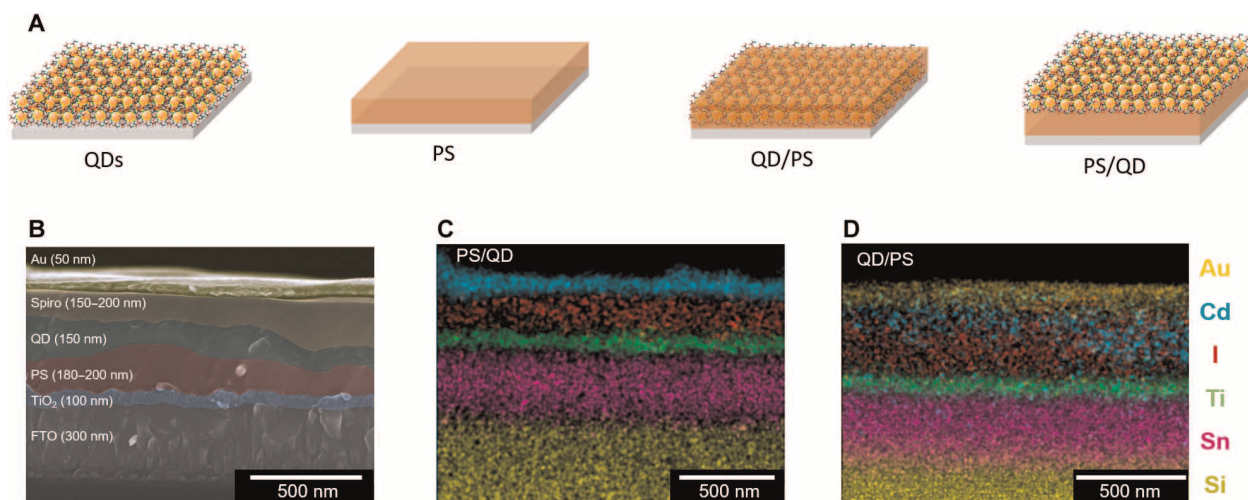 A
QDs
PS
QD/PS
PS/QD
B
Au (50 nm)
Spiro (150–200 nm)
QD (150 nm)
PS (180–200 nm)
TiO₂ (100 nm)
FTO (300 nm)
500 nm
C
PS/QD
500 nm
D
QD/PS
500 nm
Au
Cd
I
Ti
Sn
Si